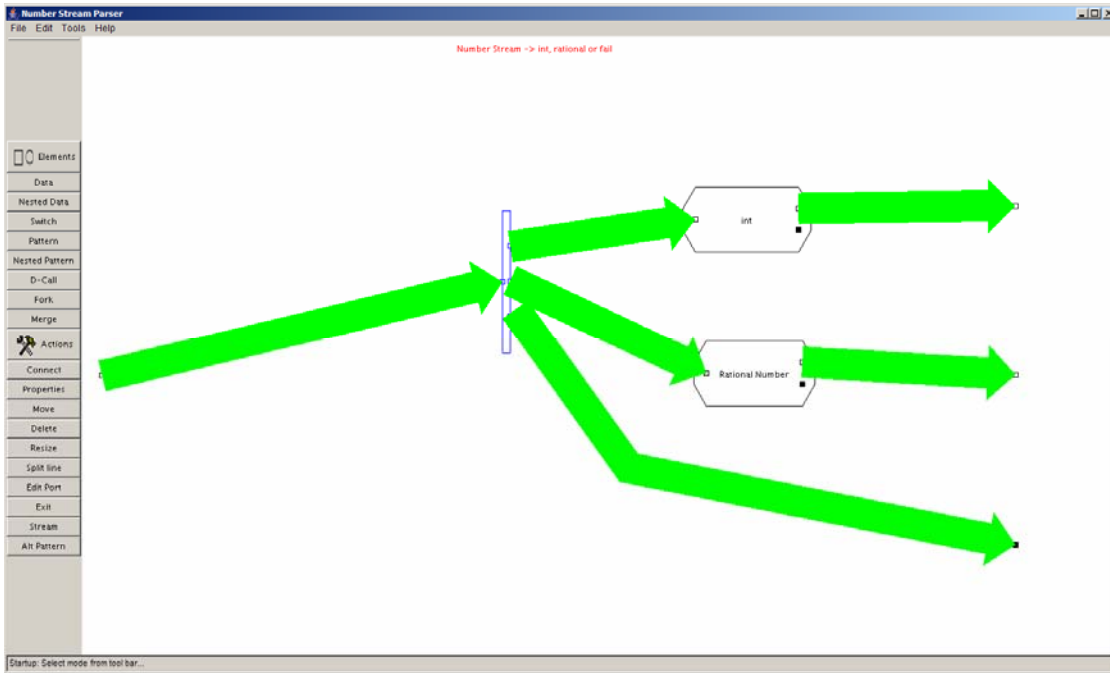 Number Stream Parser
File Edit Tools Help
Number Stream -> int, rational or fail
Elements
Data
Nested Data
Switch
Pattern
Nested Pattern
D-Call
Fork
Merge
Actions
Connect
Properties
Move
Delete
Resize
Split line
Edit Port
Exit
Stream
Alt Pattern
int
Rational Number
Startup: Select mode from tool bar...